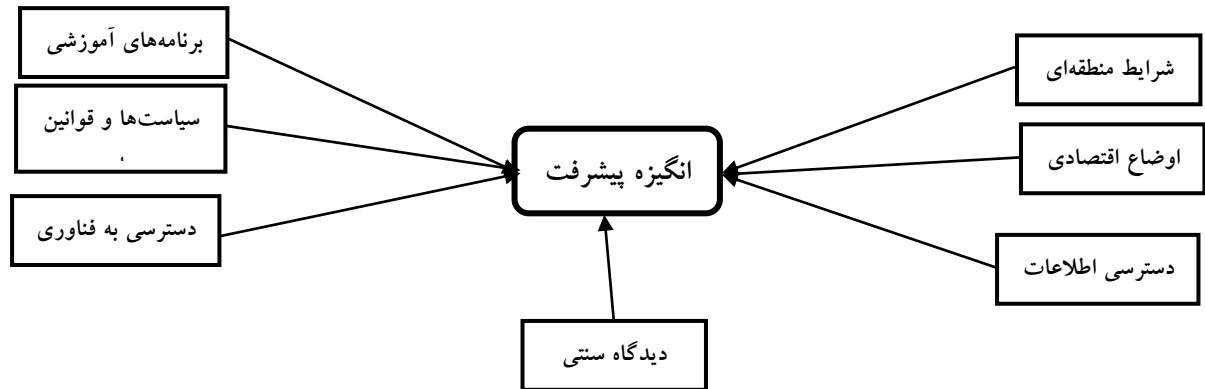 برنامه‌های آموزشی
شرایط منطقه‌ای
سیاست‌ها و قوانین
اوضاع اقتصادی
انگیزه پیشرفت
دسترسی به فناوری
دسترسی اطلاعات
دیدگاه سنتی